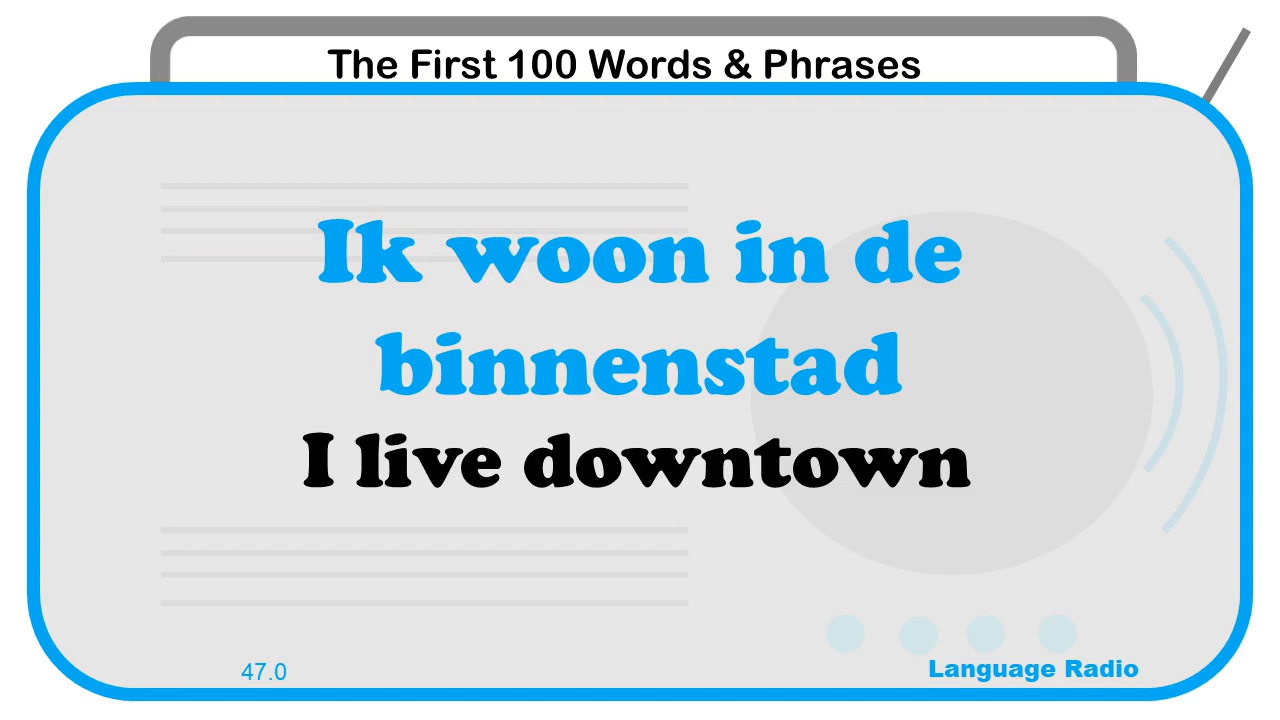 The First 100 Words & Phrases
Ik woon in de
binnenstad
I live downtown
47.0
Language Radio